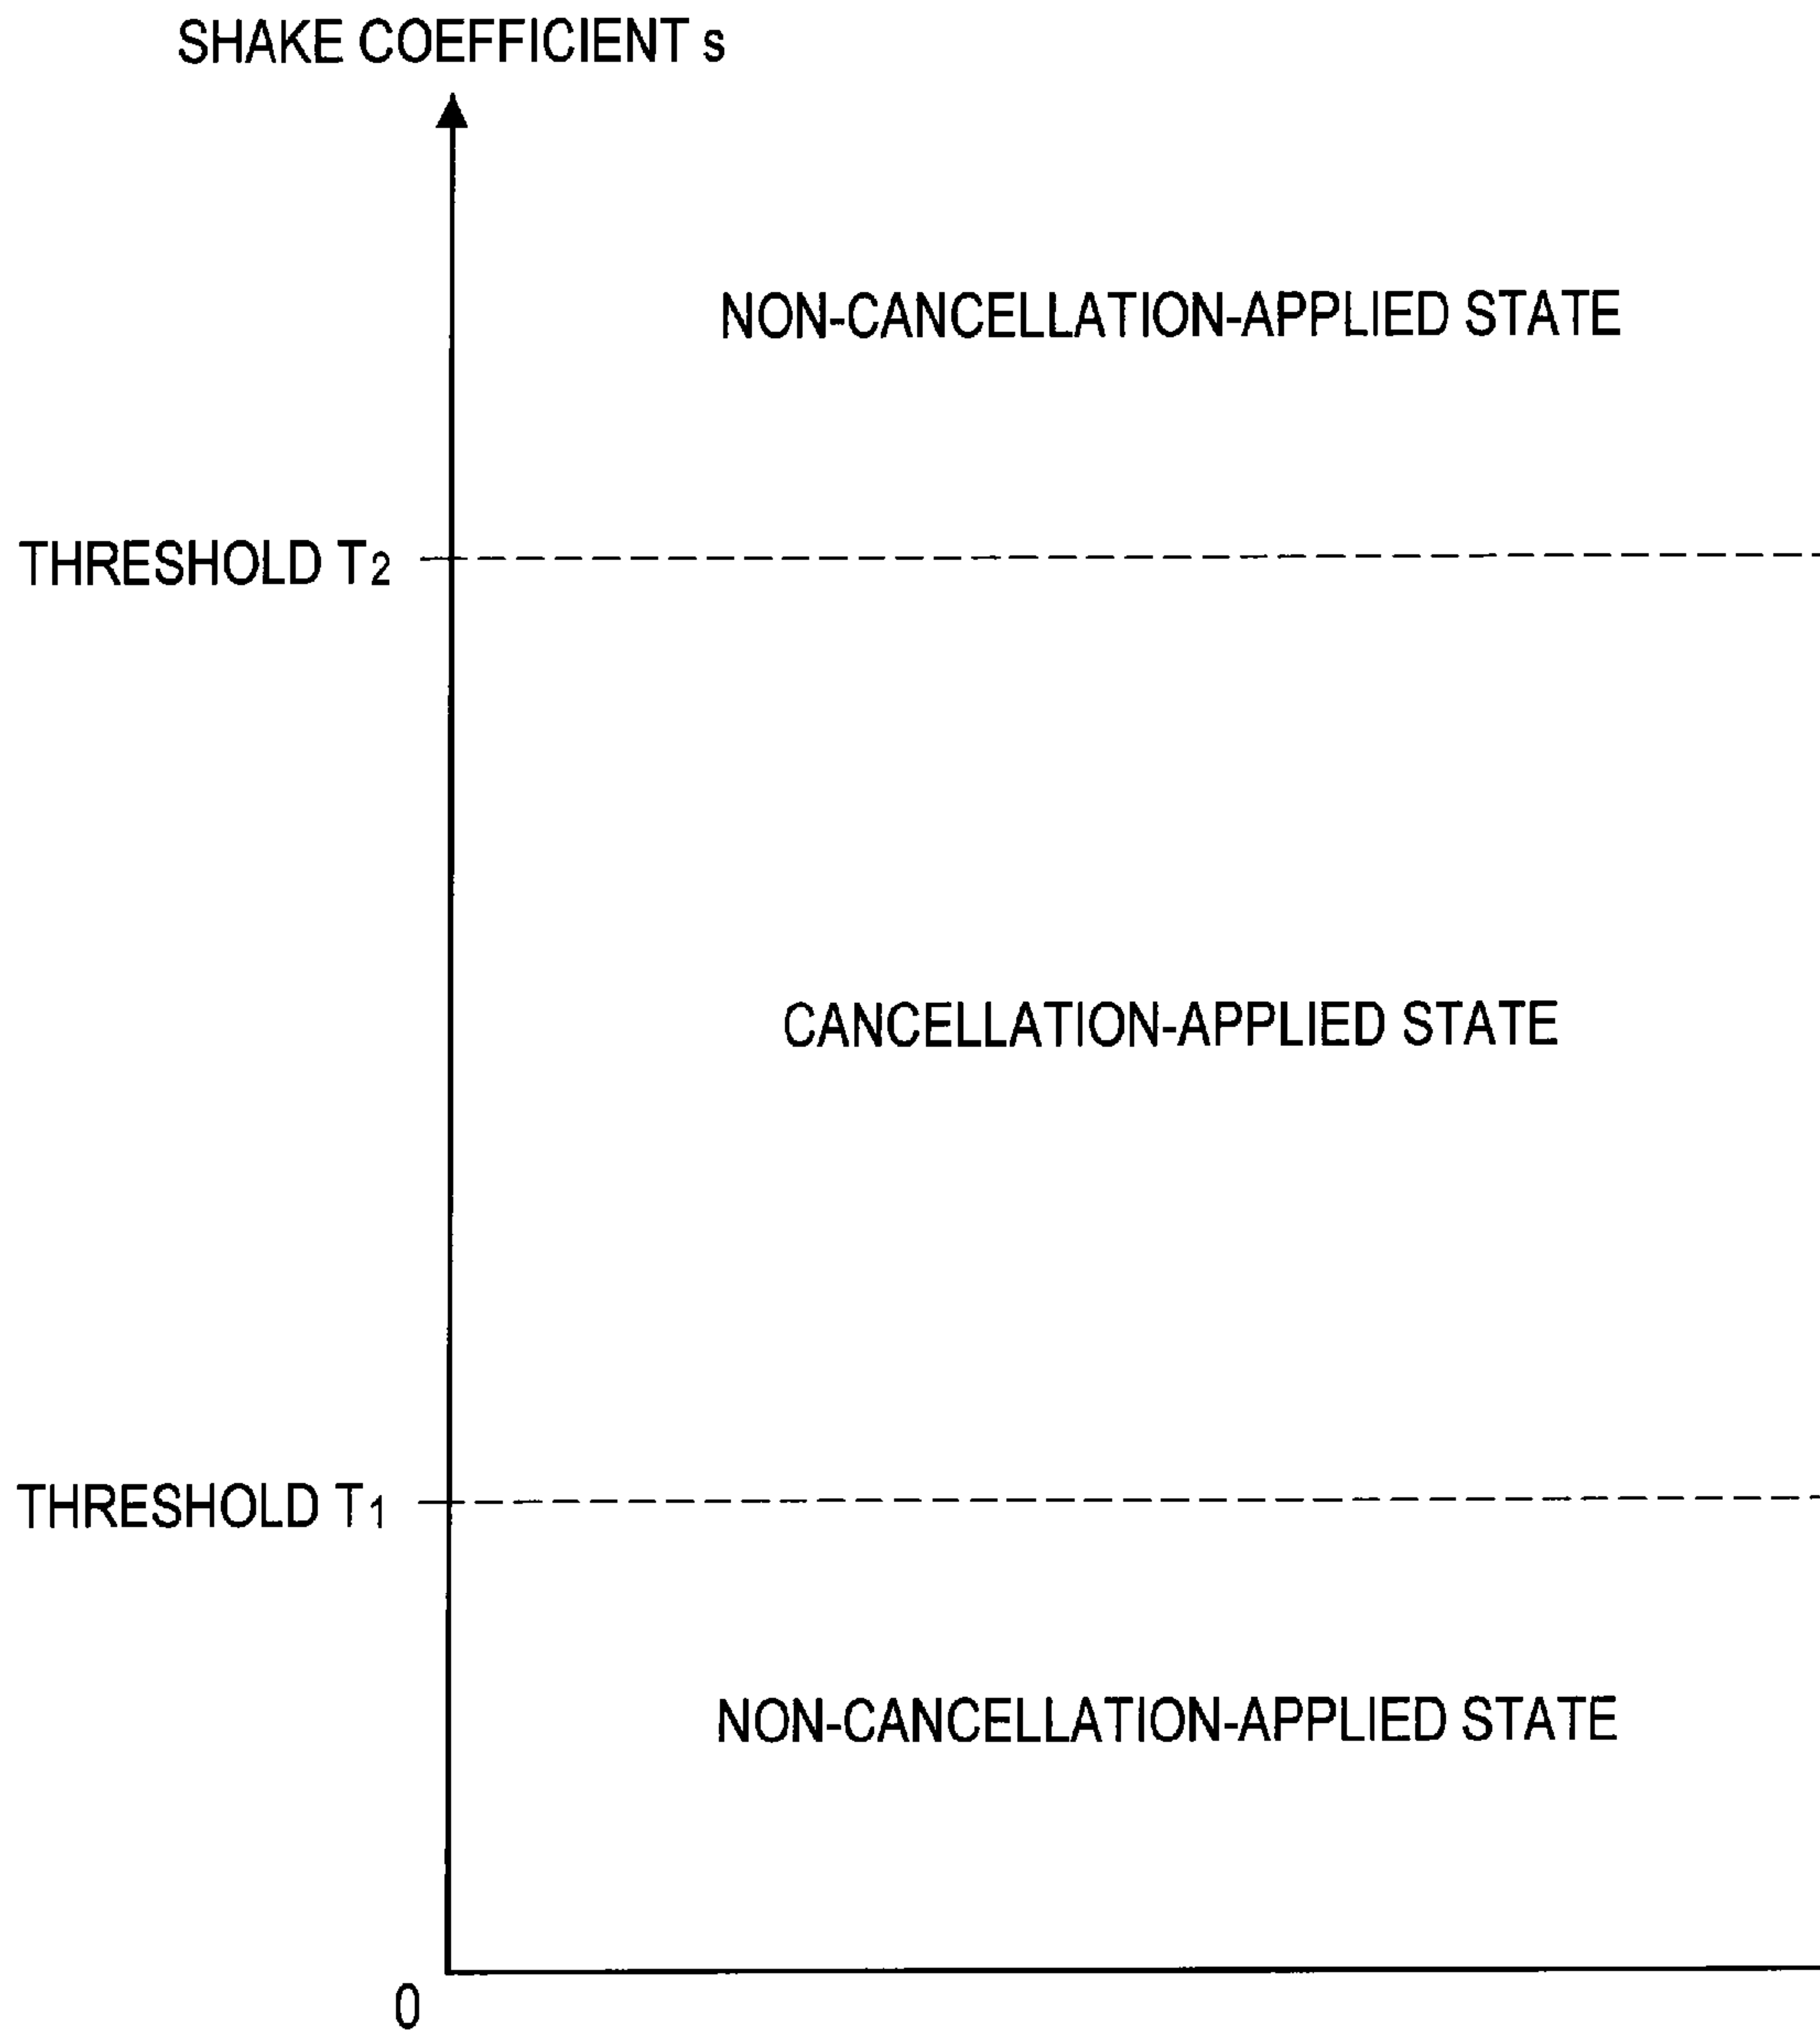 SHAKE COEFFICIENT s
NON-CANCELLATION-APPLIED STATE
THRESHOLD T₂
CANCELLATION-APPLIED STATE
THRESHOLD T₁
NON-CANCELLATION-APPLIED STATE
0